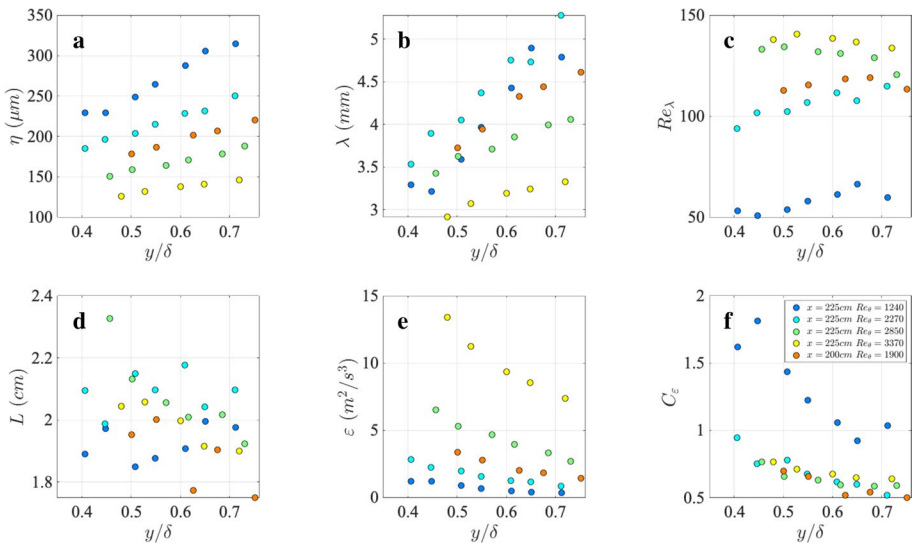 350
300
250
200
150
100
η (μm)
a
0.4 0.5 0.6 0.7
y/δ
5
4.5
4
3.5
3
λ (mm)
b
0.4 0.5 0.6 0.7
y/δ
150
100
50
Re_λ
c
0.4 0.5 0.6 0.7
y/δ
2.4
2.2
2
1.8
L (cm)
d
0.4 0.5 0.6 0.7
y/δ
15
10
5
0
ε (m²/s³)
e
0.4 0.5 0.6 0.7
y/δ
2
1.5
1
0.5
C_ε
f
x = 225cm Re_θ = 1240
x = 225cm Re_θ = 2270
x = 225cm Re_θ = 2850
x = 225cm Re_θ = 3370
x = 200cm Re_θ = 1900
0.4 0.5 0.6 0.7
y/δ